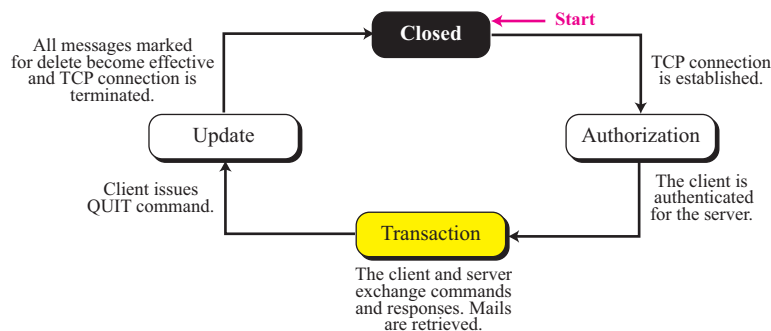 Start
Closed
All messages marked
for delete become effective
and TCP connection is
terminated.
TCP connection
is established.
Update
Authorization
Client issues
QUIT command.
The client is
authenticated
for the server.
Transaction
The client and server
exchange commands
and responses. Mails
are retrieved.